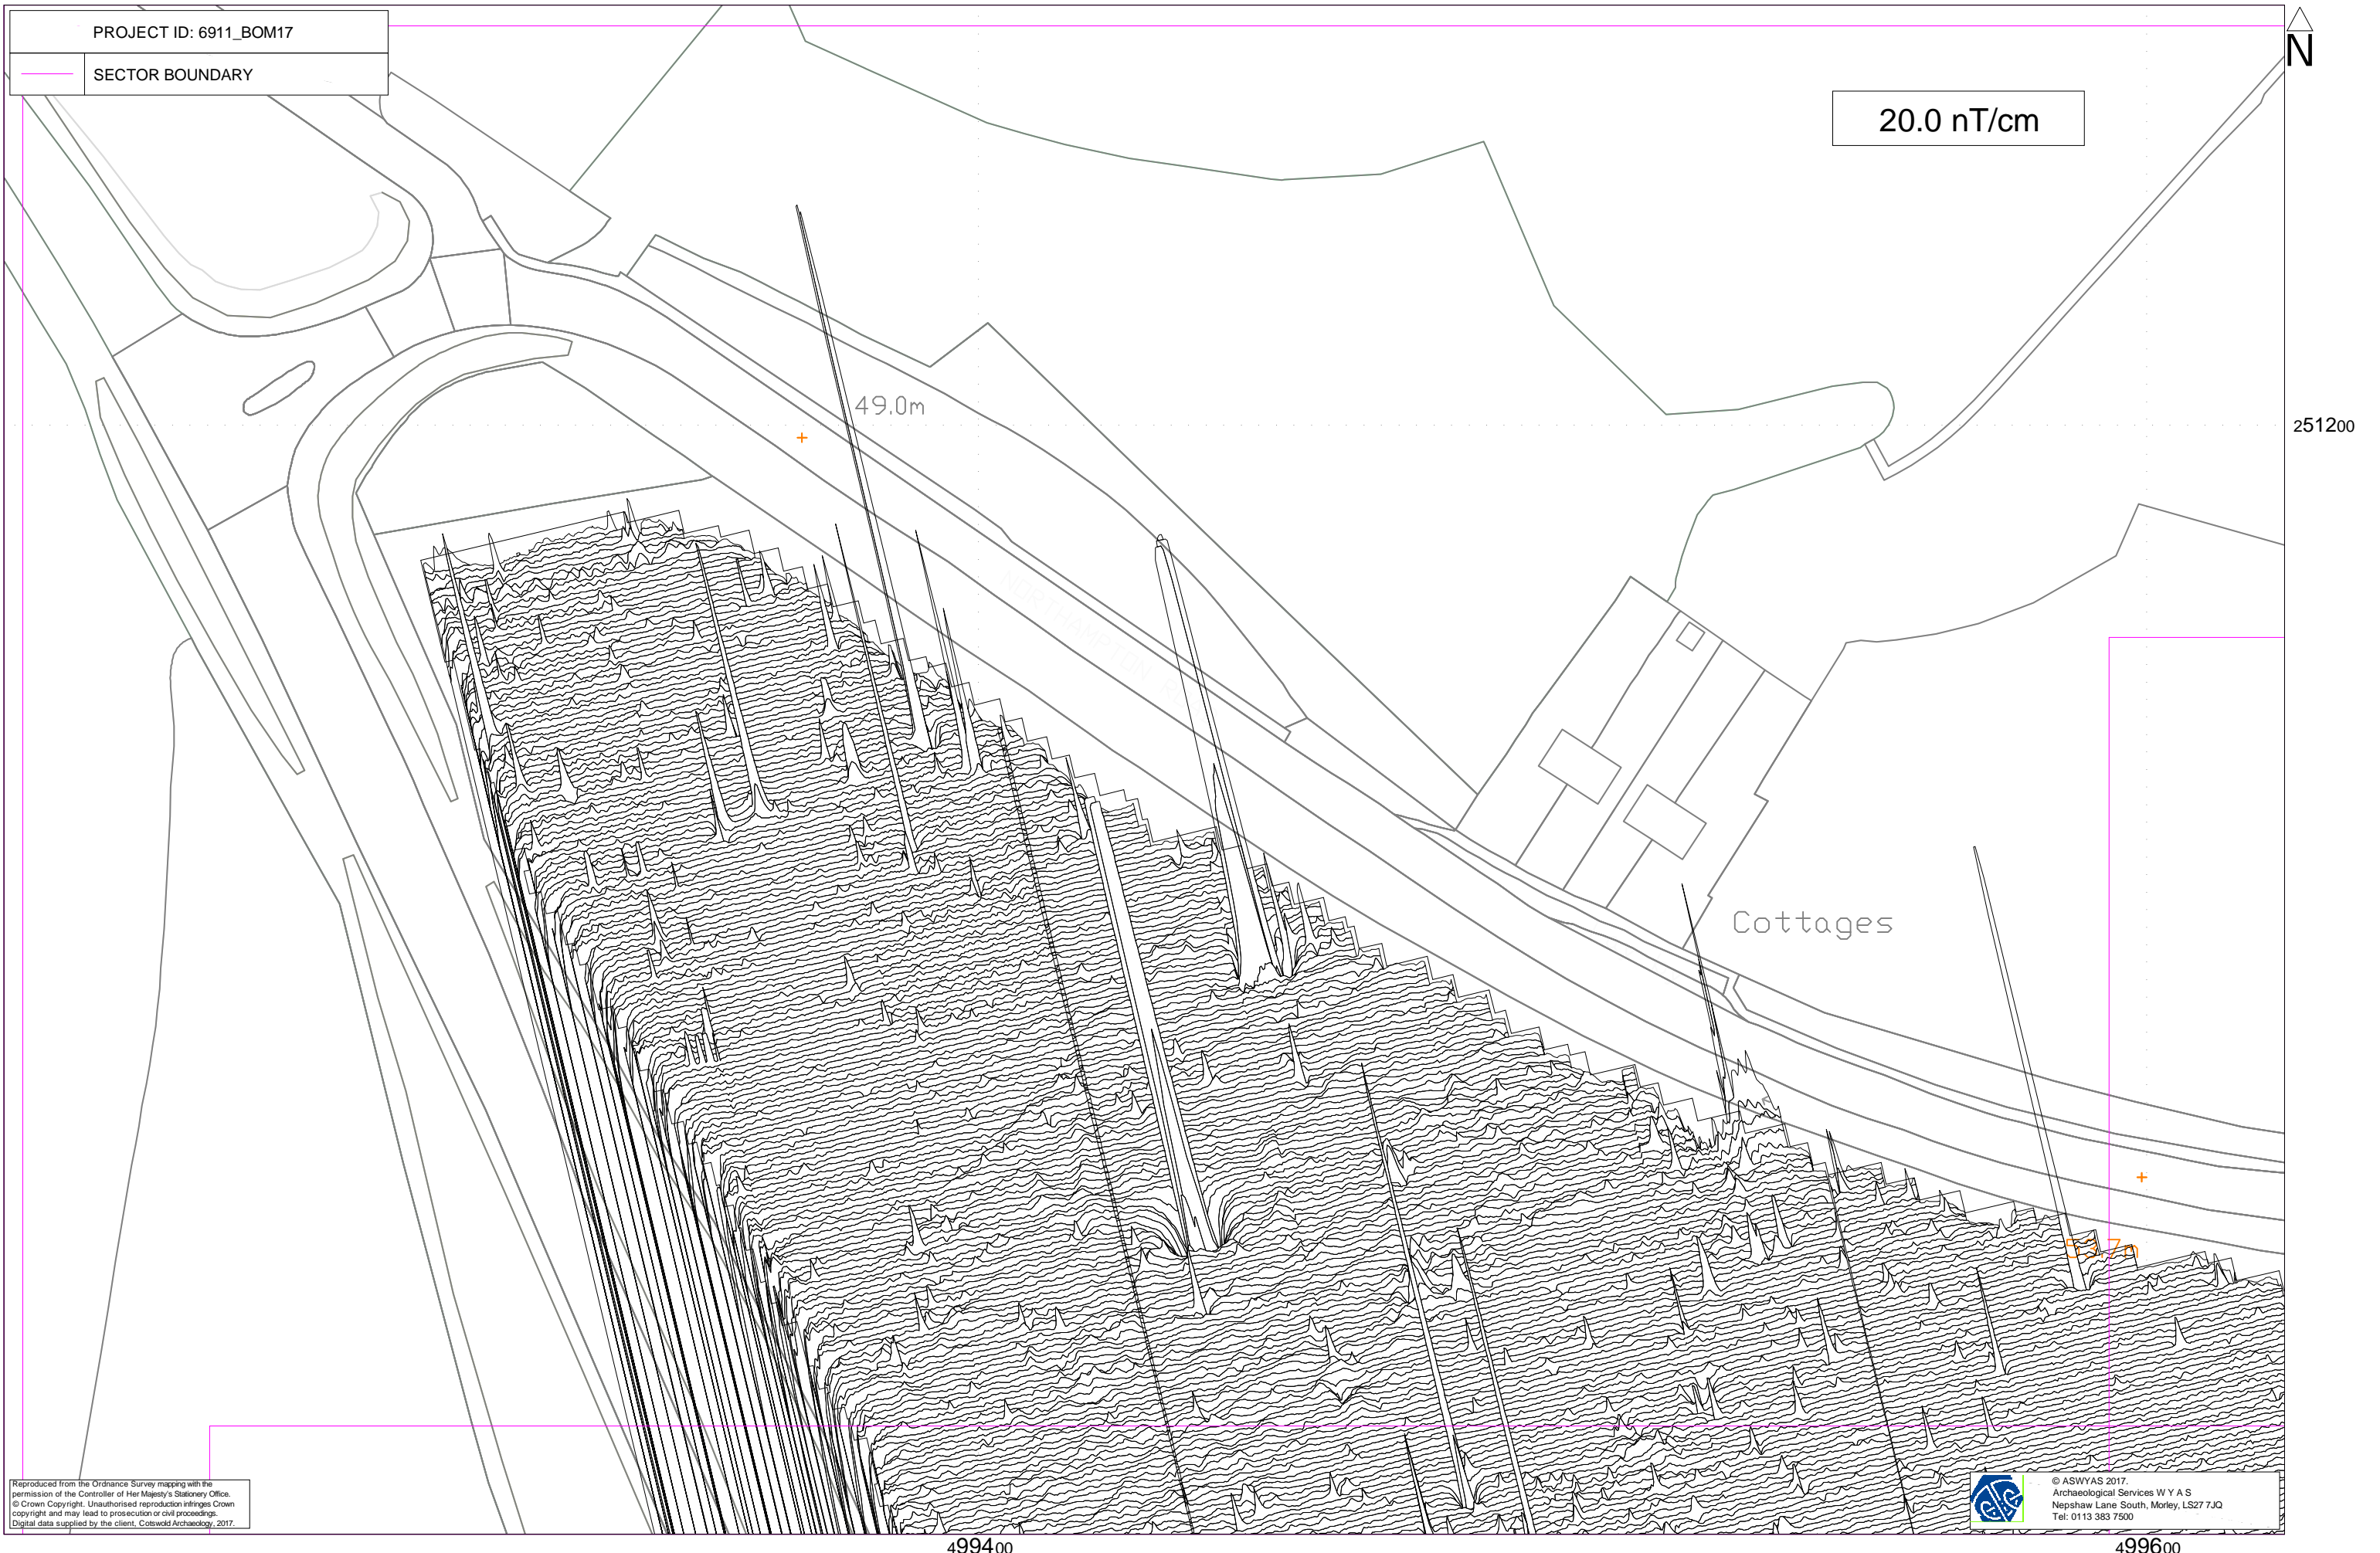 PROJECT ID: 6911_BOM17
SECTOR BOUNDARY
N
20.0 nT/cm
49.0m
251200
NORTHAMPTON
Cottages
53.7m
Reproduced from the Ordnance Survey mapping with the
permission of the Controller of Her Majesty's Stationery Office.
© Crown Copyright. Unauthorised reproduction infringes Crown
copyright and may lead to prosecution or civil proceedings.
Digital data supplied by the client, Cotswold Archaeology, 2017.
© ASWYAS 2017.
Archaeological Services W Y A S
Nepshaw Lane South, Morley, LS27 7JQ
Tel: 0113 383 7500
499400
499600